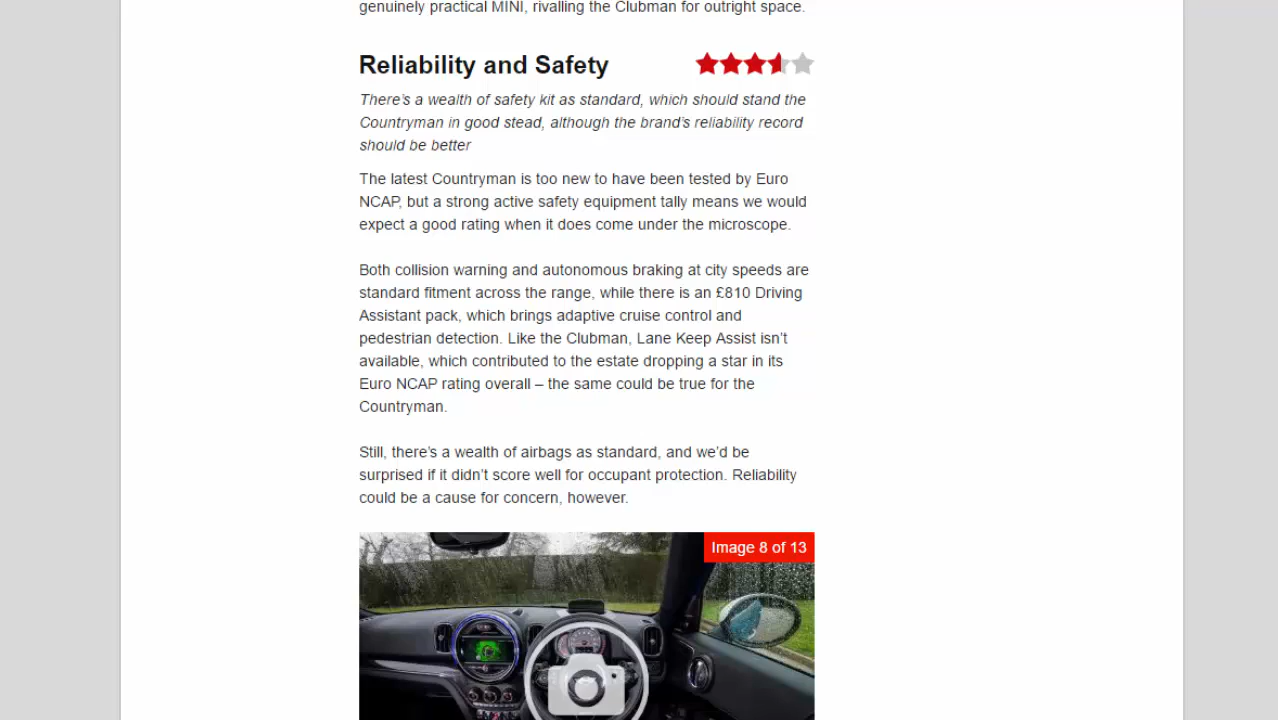 genuinely practical MINI, rivalling the Clubman for outright space.
Reliability and Safety
There's a wealth of safety kit as standard, which should stand the
Countryman in good stead, although the brand's reliability record
should be better
The latest Countryman is too new to have been tested by Euro
NCAP, but a strong active safety equipment tally means we would
expect a good rating when it does come under the microscope.
Both collision warning and autonomous braking at city speeds are
standard fitment across the range, while there is an £810 Driving
Assistant pack, which brings adaptive cruise control and
pedestrian detection. Like the Clubman, Lane Keep Assist isn't
available, which contributed to the estate dropping a star in its
Euro NCAP rating overall – the same could be true for the
Countryman.
Still, there's a wealth of airbags as standard, and we'd be
surprised if it didn't score well for occupant protection. Reliability
could be a cause for concern, however.
Image 8 of 13